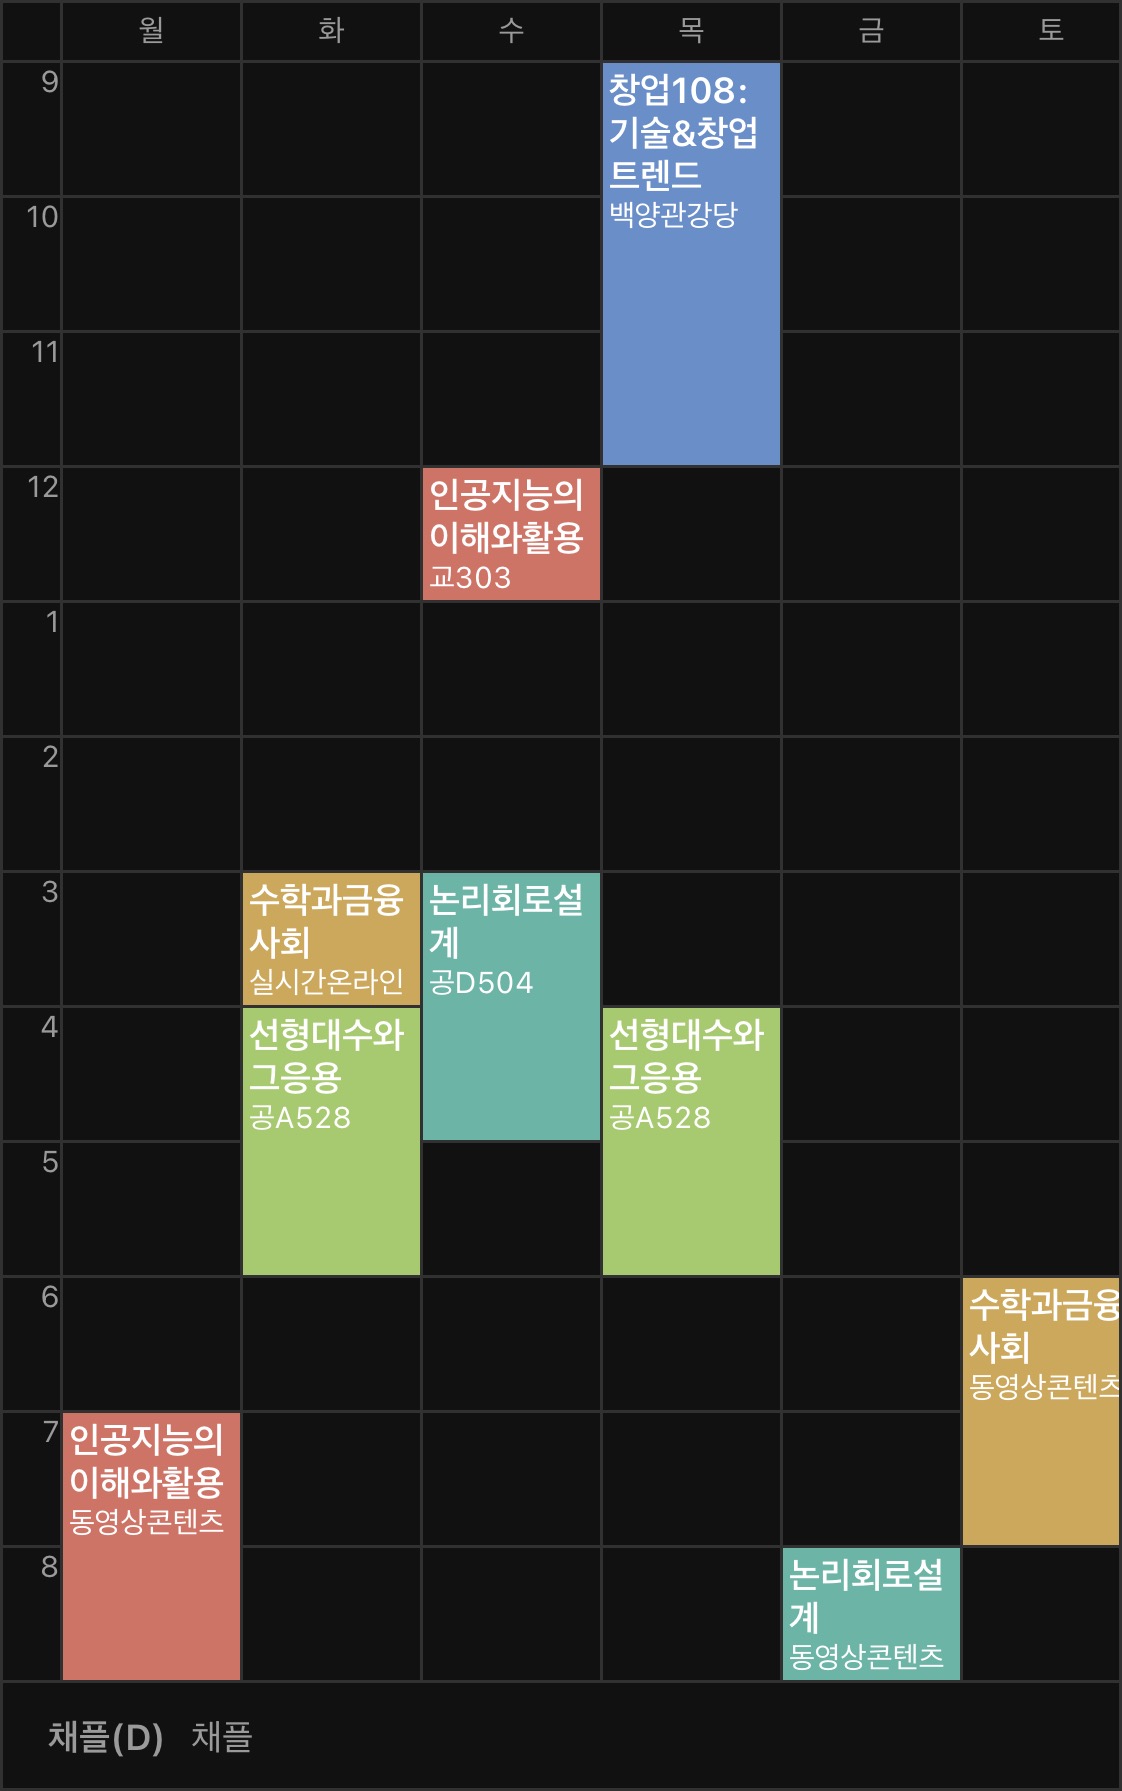 월 화 수 목 금 토
9
창업108:
기술&창업
트렌드
백양관강당
10
11
12
인공지능의
이해와활용
교303
1
2
3
수학과금융
사회
실시간온라인
논리회로설
계
공D504
4
선형대수와
그응용
공A528
선형대수와
그응용
공A528
5
6
수학과금융
사회
동영상콘텐츠
7
인공지능의
이해와활용
동영상콘텐츠
8
논리회로설
계
동영상콘텐츠
채플(D) 채플